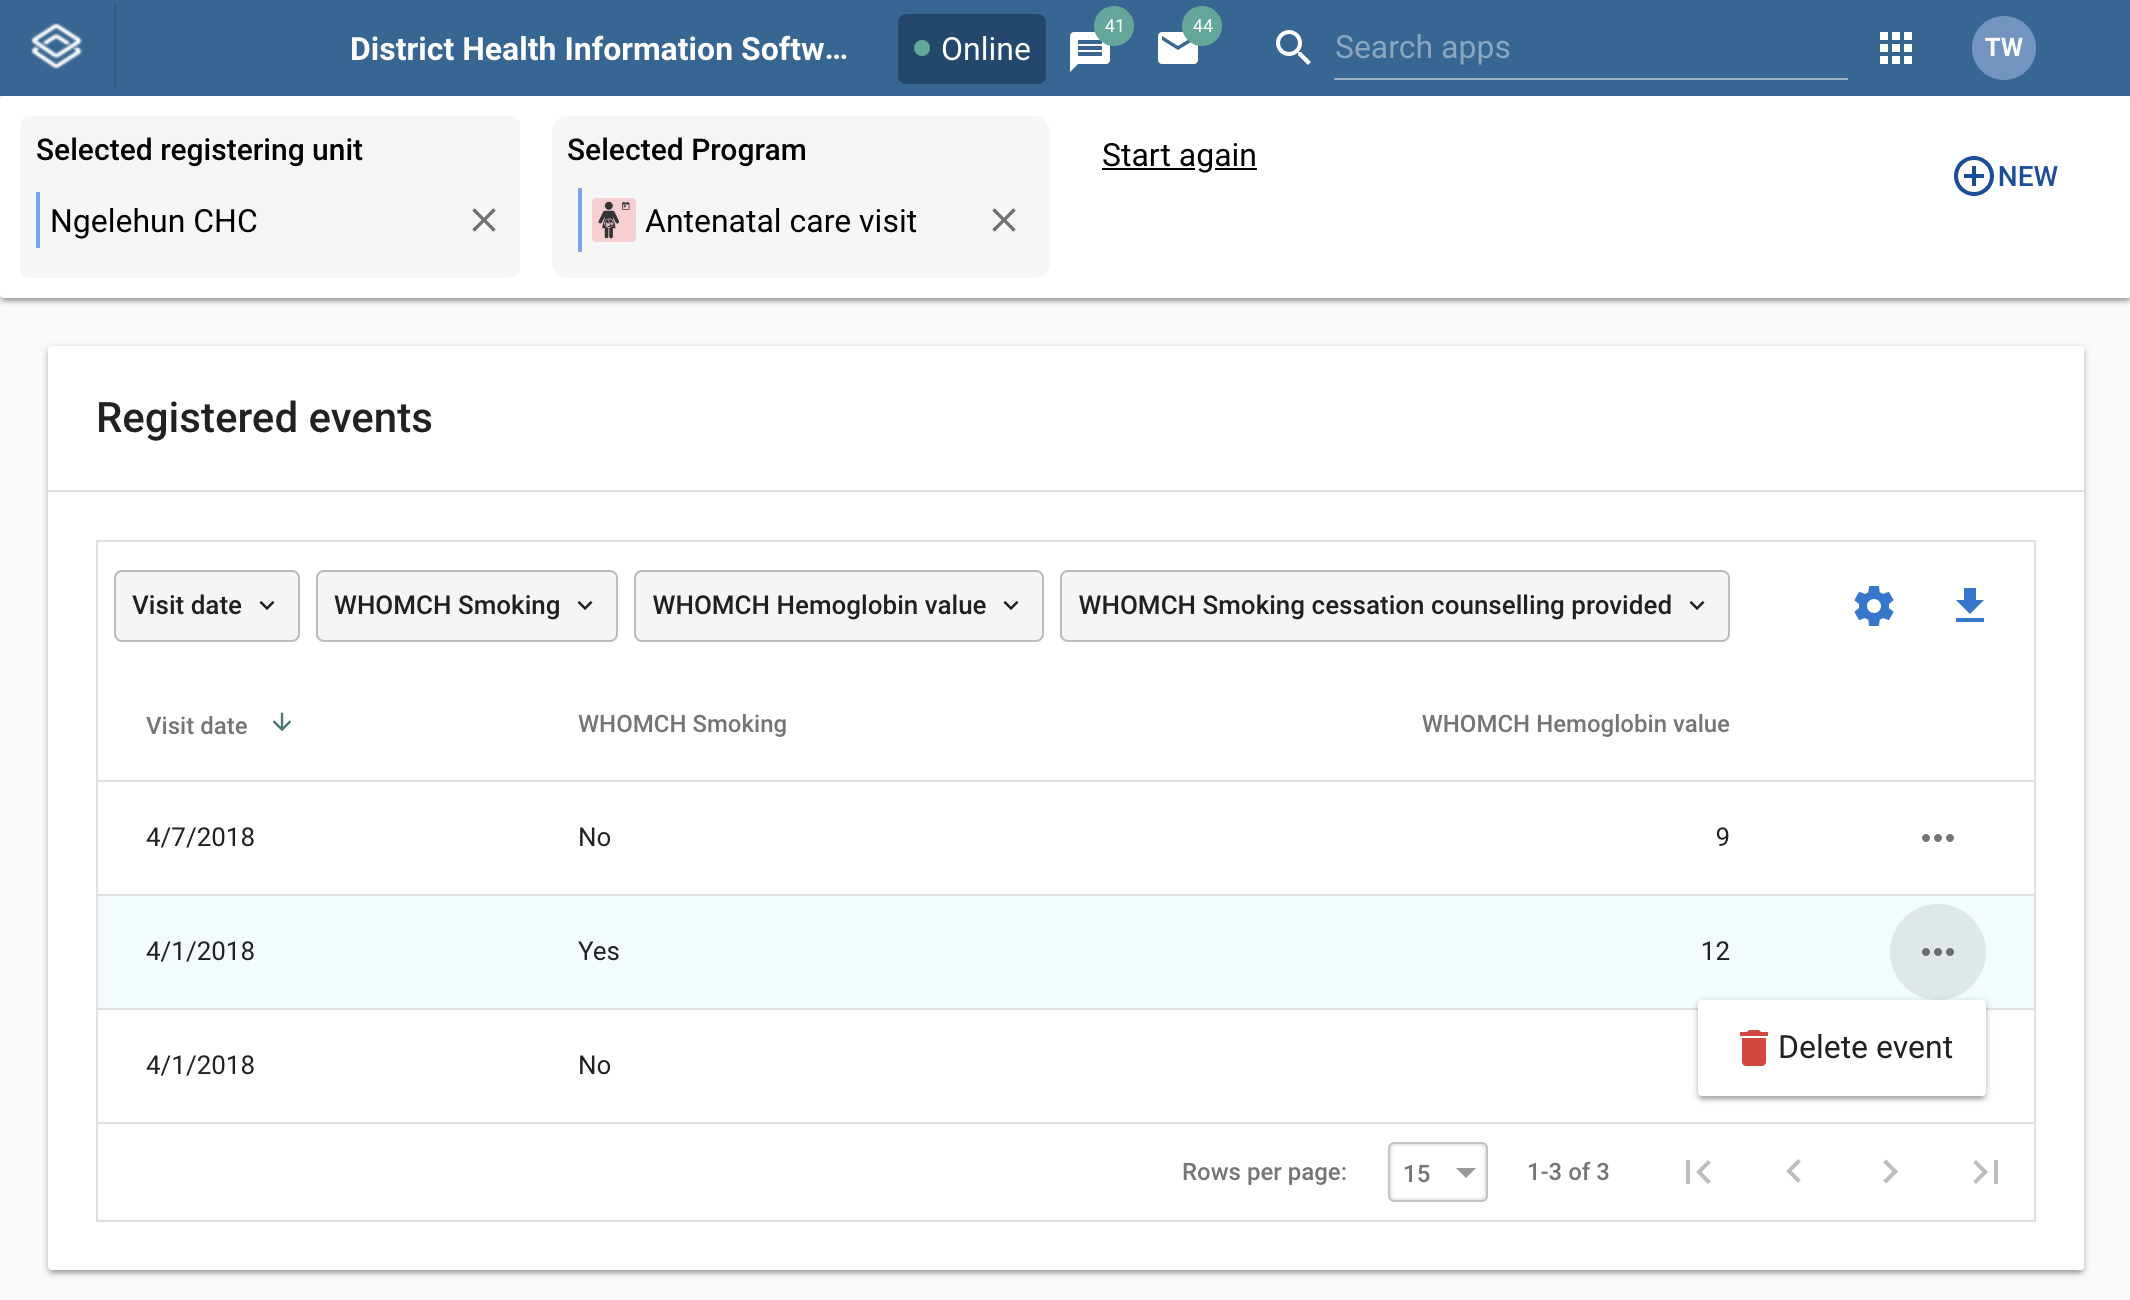 District Health Information Softw...
Online
41
44
Search apps
TW
Selected registering unit
Ngelehun CHC
Selected Program
Antenatal care visit
Start again
NEW
Registered events
Visit date
WHOMCH Smoking
WHOMCH Hemoglobin value
WHOMCH Smoking cessation counselling provided
Visit date WHOMCH Smoking WHOMCH Hemoglobin value
4/7/2018 No 9
4/1/2018 Yes 12
4/1/2018 No
Delete event
Rows per page: 15 1-3 of 3